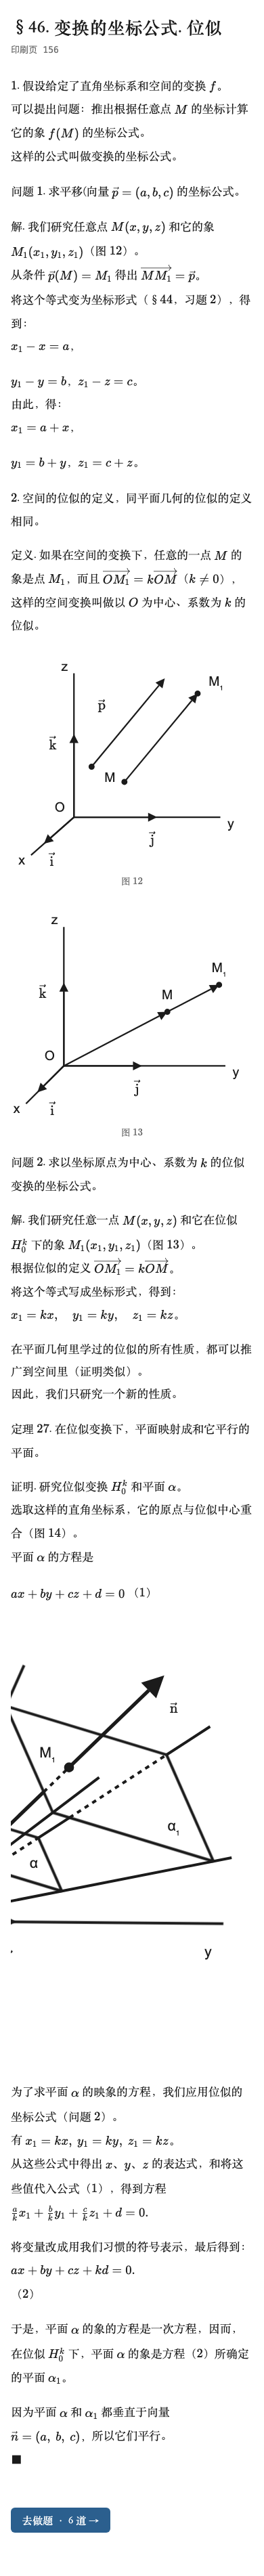 §46. 变换的坐标公式. 位似
印刷页 156
1. 假设给定了直角坐标系和空间的变换 f。
可以提出问题：推出根据任意点 M 的坐标计算
它的象 f(M) 的坐标公式。
这样的公式叫做变换的坐标公式。
问题 1. 求平移(向量 p⃗ = (a, b, c) 的坐标公式。
解. 我们研究任意点 M(x, y, z) 和它的象
M₁(x₁, y₁, z₁)（图 12）。
从条件 p⃗(M) = M₁ 得出 \overrightarrow{MM₁} = p⃗。
将这个等式变为坐标形式（§44，习题 2），得
到：
x₁ − x = a，
y₁ − y = b，z₁ − z = c。
由此，得：
x₁ = a + x，
y₁ = b + y，z₁ = c + z。
2. 空间的位似的定义，同平面几何的位似的定义
相同。
定义. 如果在空间的变换下，任意的一点 M 的
象是点 M₁，而且 \overrightarrow{OM₁} = k\overrightarrow{OM}（k ≠ 0），
这样的空间变换叫做以 O 为中心、系数为 k 的
位似。
z
M₁
p⃗
k⃗
M
O
y
j⃗
x
i⃗
图 12
z
M₁
k⃗
M
O
y
j⃗
x
i⃗
图 13
问题 2. 求以坐标原点为中心、系数为 k 的位似
变换的坐标公式。
解. 我们研究任意一点 M(x, y, z) 和它在位似
H₀ᵏ 下的象 M₁(x₁, y₁, z₁)（图 13）。
根据位似的定义 \overrightarrow{OM₁} = k\overrightarrow{OM}。
将这个等式写成坐标形式，得到：
x₁ = kx, y₁ = ky, z₁ = kz。
在平面几何里学过的位似的所有性质，都可以推
广到空间里（证明类似）。
因此，我们只研究一个新的性质。
定理 27. 在位似变换下，平面映射成和它平行的
平面。
证明. 研究位似变换 H₀ᵏ 和平面 α。
选取这样的直角坐标系，它的原点与位似中心重
合（图 14）。
平面 α 的方程是
ax + by + cz + d = 0（1）
n⃗
M₁
α₁
α
y
为了求平面 α 的映象的方程，我们应用位似的
坐标公式（问题 2）。
有 x₁ = kx, y₁ = ky, z₁ = kz。
从这些公式中得出 x、y、z 的表达式，和将这
些值代入公式（1），得到方程
a/k x₁ + b/k y₁ + c/k z₁ + d = 0.
将变量改成用我们习惯的符号表示，最后得到：
ax + by + cz + kd = 0.
（2）
于是，平面 α 的象的方程是一次方程，因而，
在位似 H₀ᵏ 下，平面 α 的象是方程（2）所确定
的平面 α₁。
因为平面 α 和 α₁ 都垂直于向量
n⃗ = (a, b, c)，所以它们平行。
■
去做题 · 6 道 →